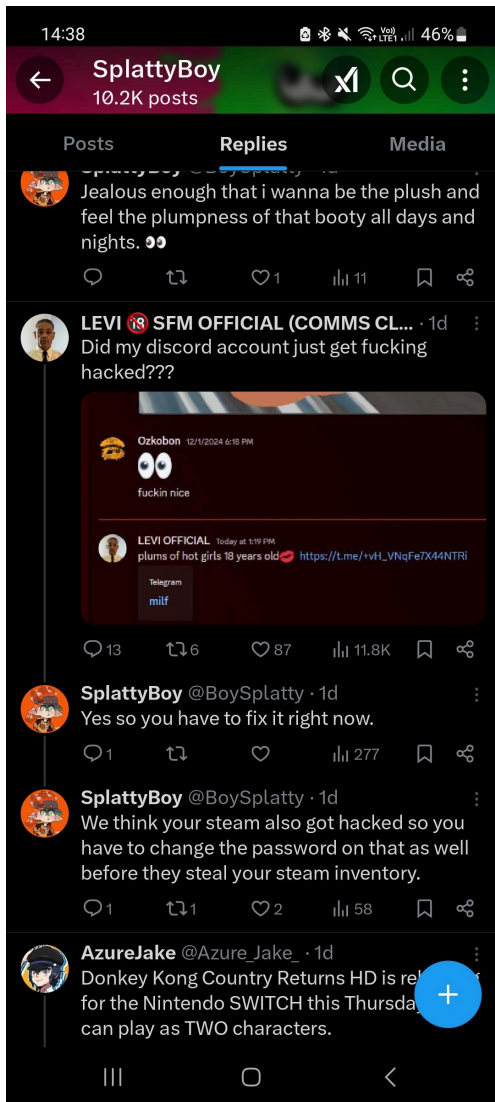 14:38
Vo)) LTE1
46%
SplattyBoy
10.2K posts
Posts
Replies
Media
SplattyBoy @BoySplatty · 1d
Jealous enough that i wanna be the plush and
feel the plumpness of that booty all days and
nights. 👀
1
11
LEVI 🔞 SFM OFFICIAL (COMMS CL... · 1d
Did my discord account just get fucking
hacked???
Ozkobon 12/1/2024 6:18 PM
👀
fuckin nice
LEVI OFFICIAL Today at 1:19 PM
plums of hot girls 18 years old💋 https://t.me/+vH_VNqFe7X44NTRi
Telegram
milf
13
6
87
11.8K
SplattyBoy @BoySplatty · 1d
Yes so you have to fix it right now.
1
277
SplattyBoy @BoySplatty · 1d
We think your steam also got hacked so you
have to change the password on that as well
before they steal your steam inventory.
1
1
2
58
AzureJake @Azure_Jake_ · 1d
Donkey Kong Country Returns HD is
for the Nintendo SWITCH this
can play as TWO characters.